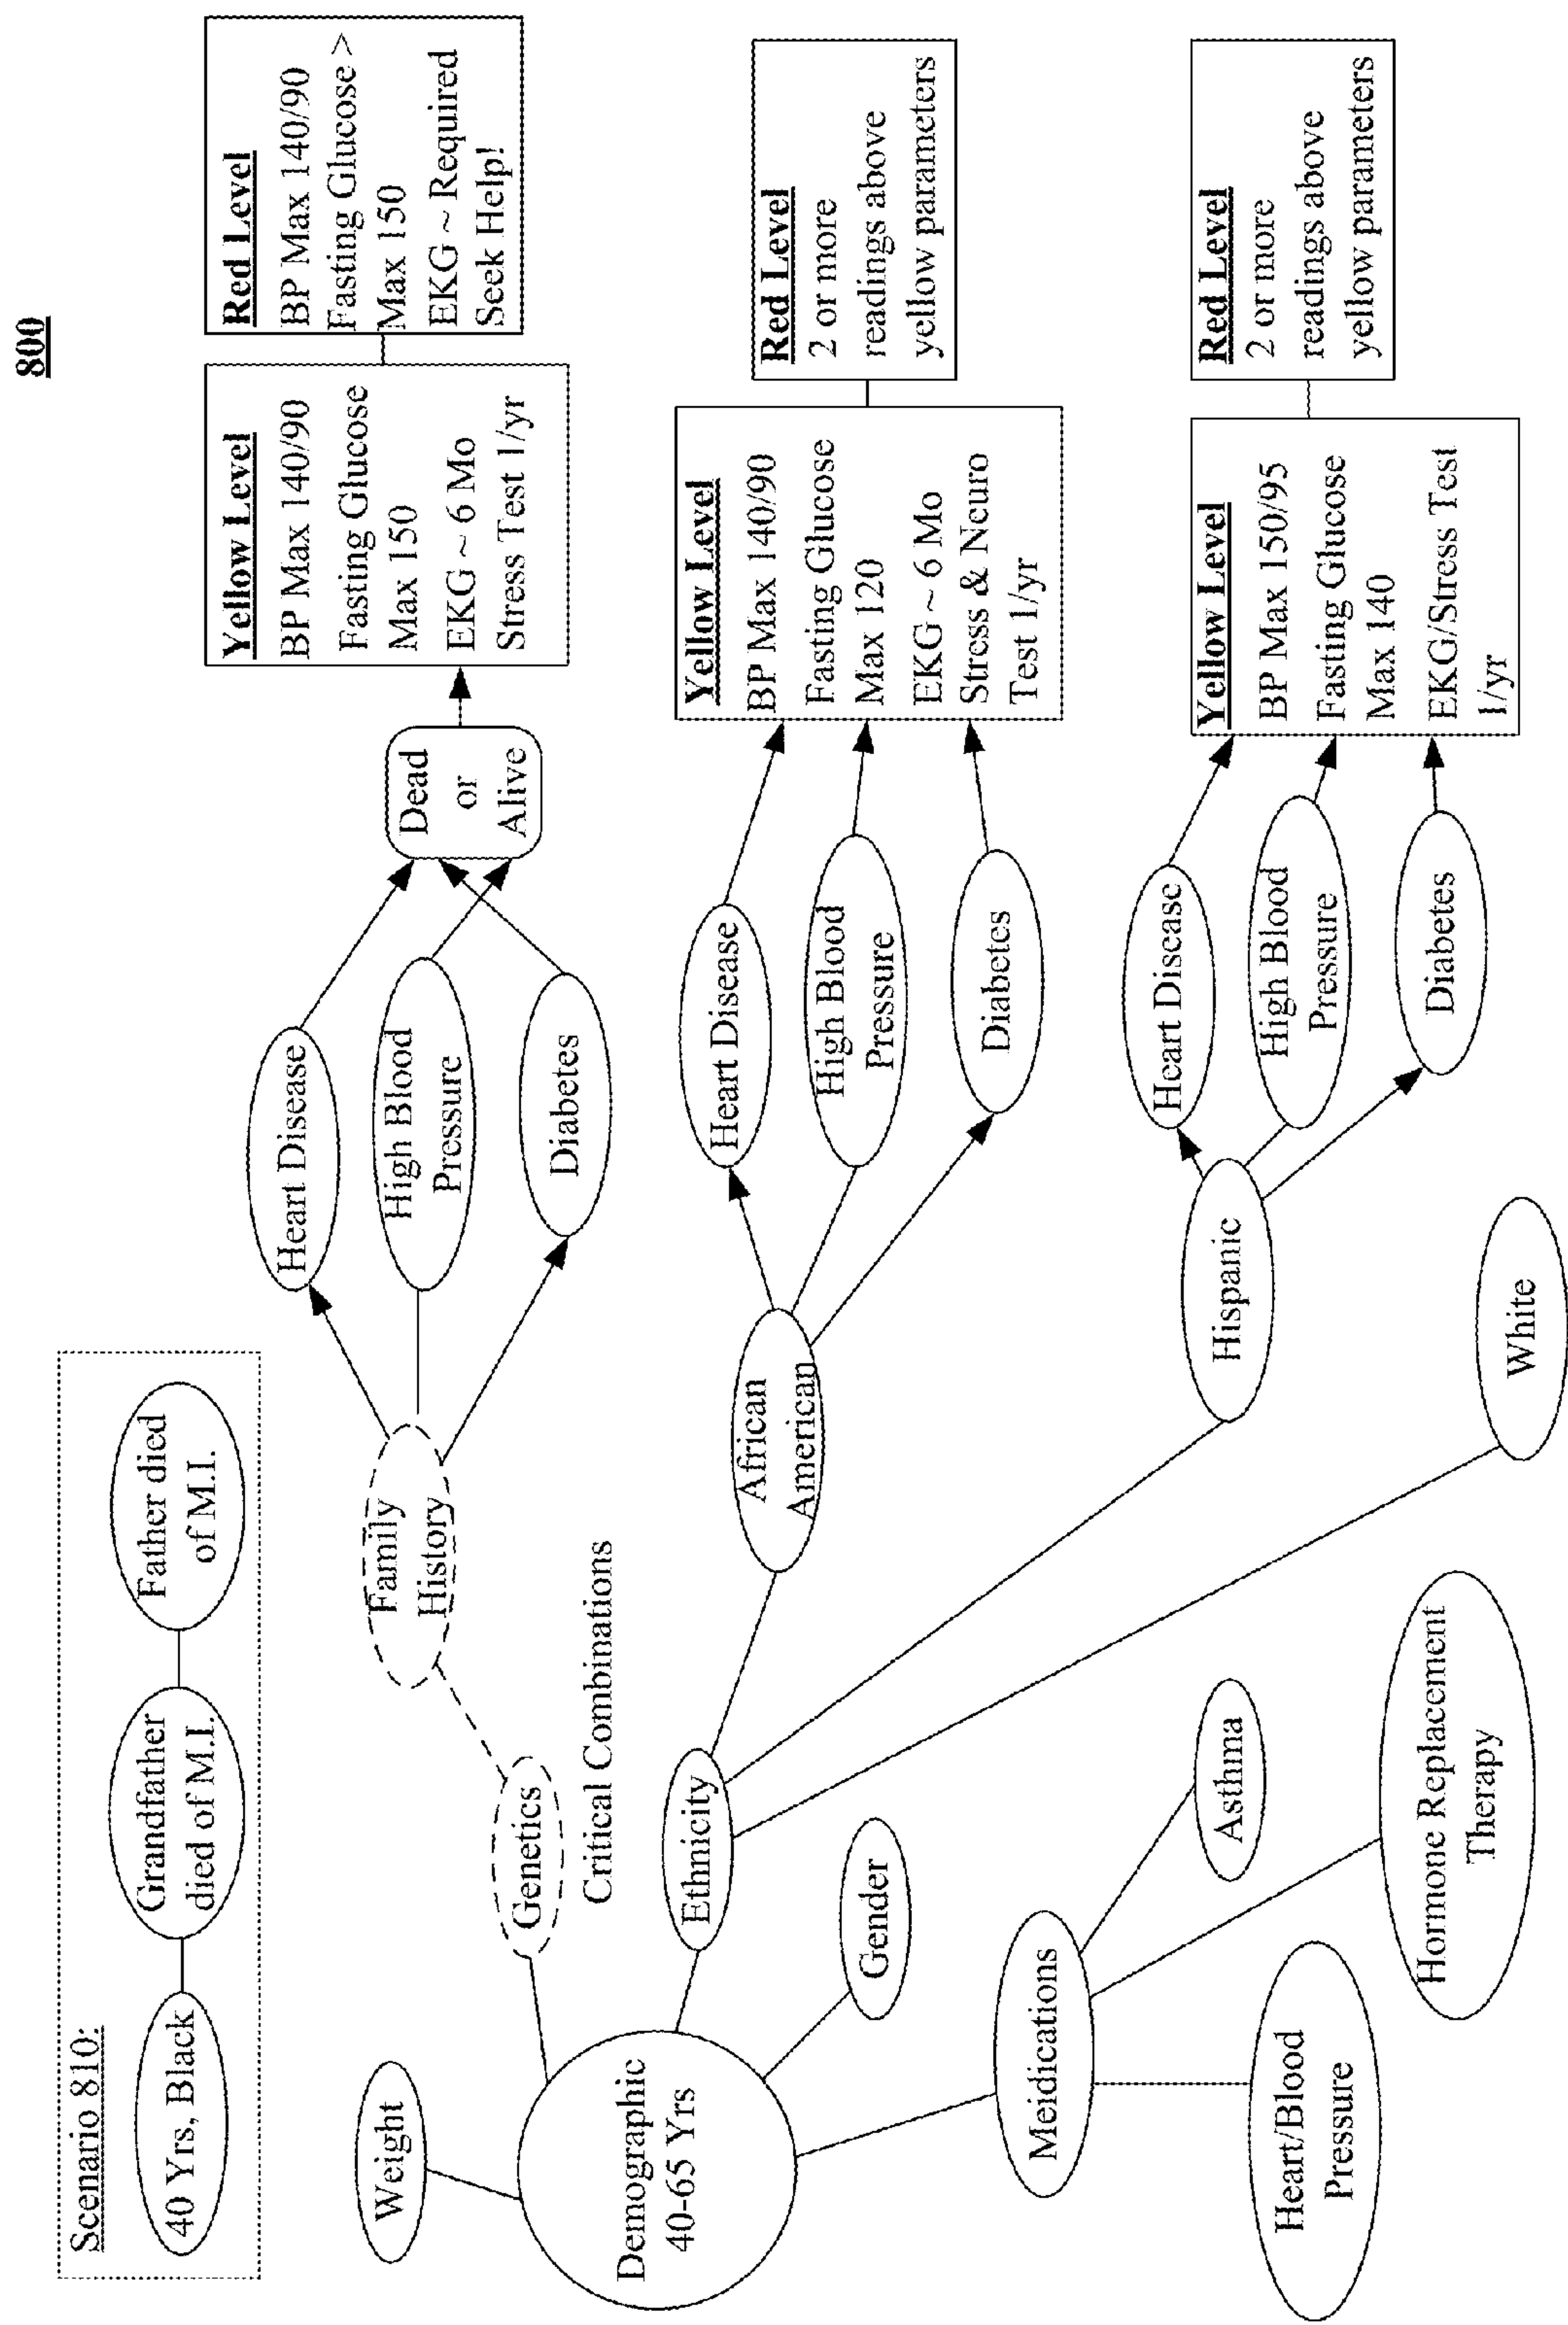 800
Scenario 810:
40 Yrs, Black
Grandfather
died of M.I.
Father died
of M.I.
Weight
Demographic
40-65 Yrs
Genetics
Critical Combinations
Family
History
Heart Disease
High Blood
Pressure
Diabetes
Dead
or
Alive
Yellow Level
BP Max 140/90
Fasting Glucose
Max 150
EKG ~ 6 Mo
Stress Test 1/yr
Red Level
BP Max 140/90
Fasting Glucose >
Max 150
EKG ~ Required
Seek Help!
Ethnicity
African
American
Heart Disease
High Blood
Pressure
Diabetes
Yellow Level
BP Max 140/90
Fasting Glucose
Max 120
EKG ~ 6 Mo
Stress & Neuro
Test 1/yr
Red Level
2 or more
readings above
yellow parameters
Gender
Hispanic
Heart Disease
High Blood
Pressure
Diabetes
Yellow Level
BP Max 150/95
Fasting Glucose
Max 140
EKG/Stress Test
1/yr
Red Level
2 or more
readings above
yellow parameters
White
Meidications
Asthma
Heart/Blood
Pressure
Hormone Replacement
Therapy